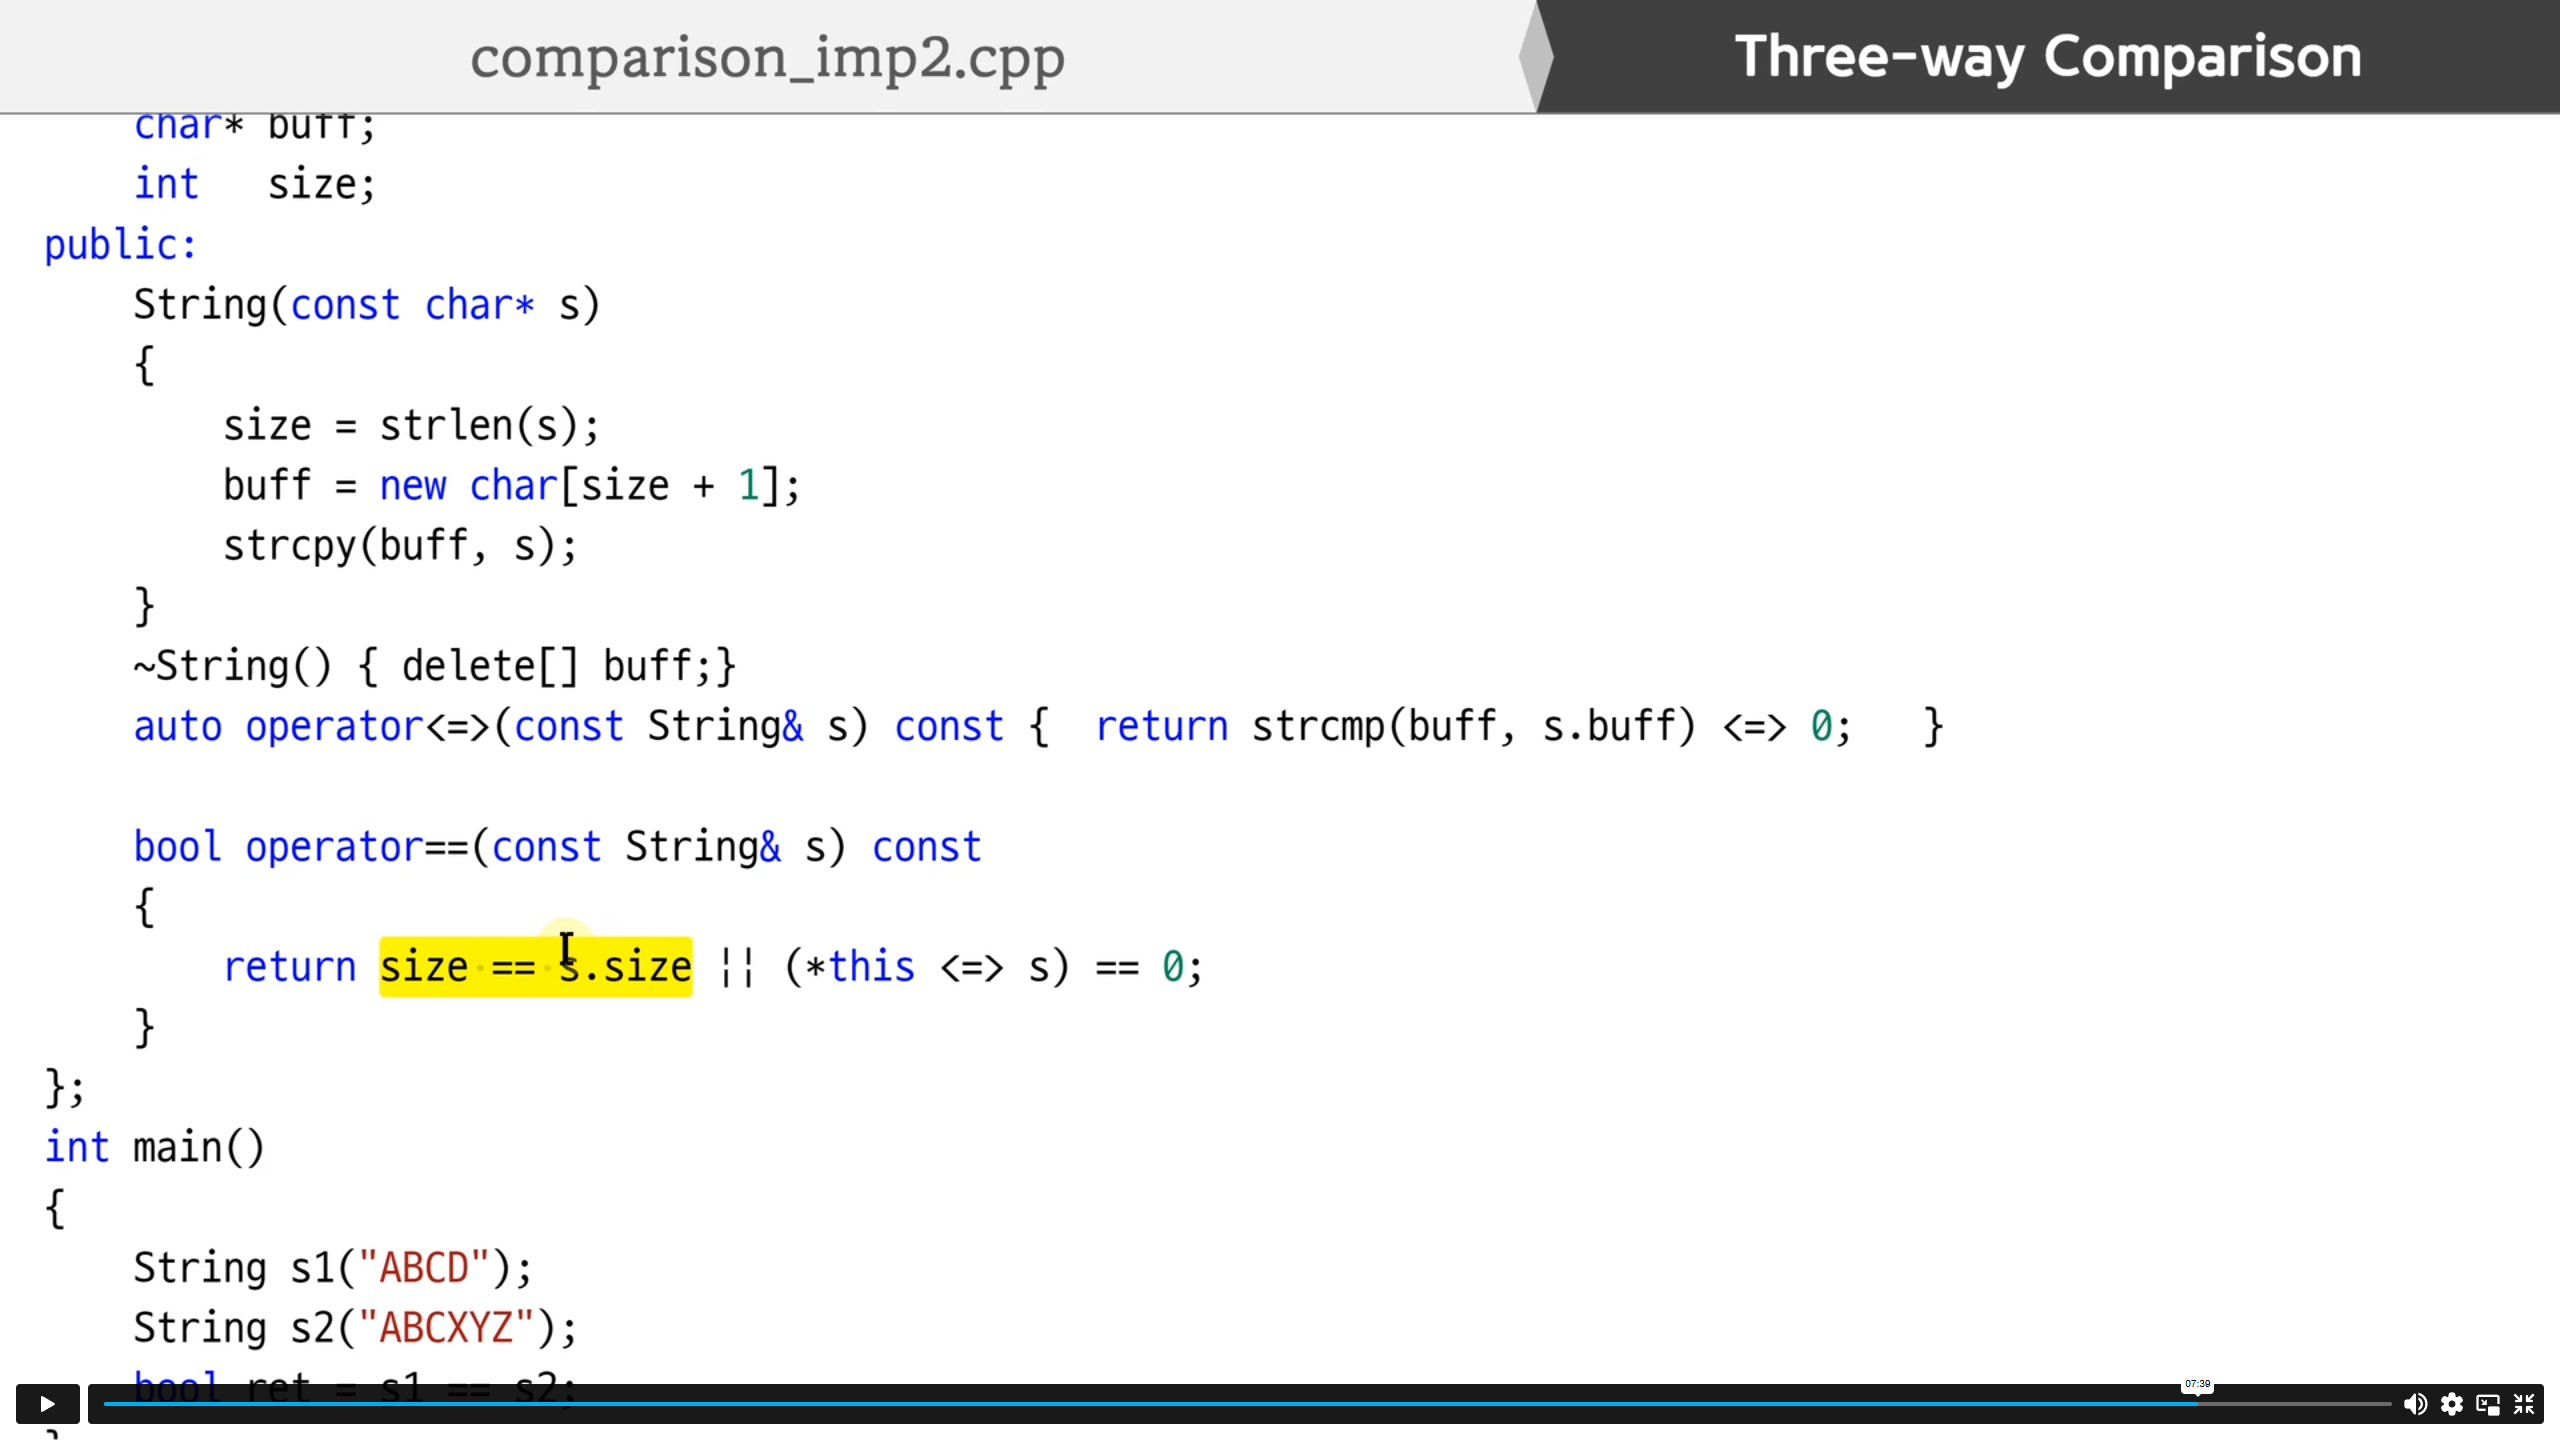 comparison_imp2.cpp
Three-way Comparison
char* buff;
int   size;
public:
String(const char* s)
{
size = strlen(s);
buff = new char[size + 1];
strcpy(buff, s);
}
~String() { delete[] buff;}
auto operator<=>(const String& s) const {  return strcmp(buff, s.buff) <=> 0;   }
bool operator==(const String& s) const
{
return size == s.size || (*this <=> s) == 0;
}
};
int main()
{
String s1("ABCD");
String s2("ABCXYZ");
bool ret = s1 == s2;
07:39